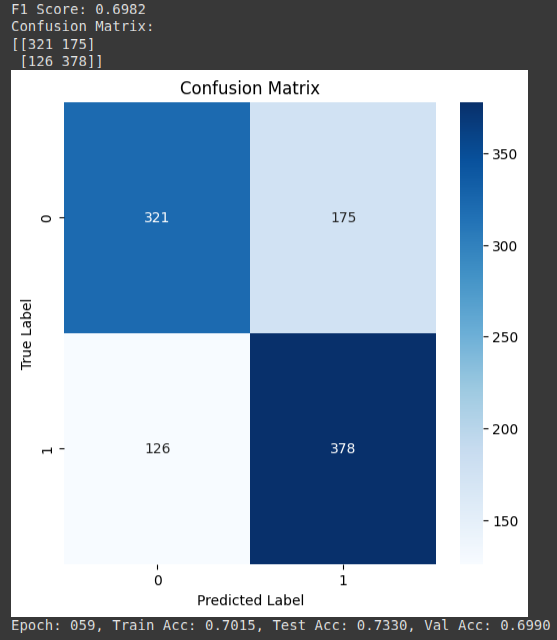 F1 Score: 0.6982
Confusion Matrix:
[[321 175]
 [126 378]]
Confusion Matrix
321
175
126
378
0
1
True Label
0
1
Predicted Label
350
300
250
200
150
Epoch: 059, Train Acc: 0.7015, Test Acc: 0.7330, Val Acc: 0.6990